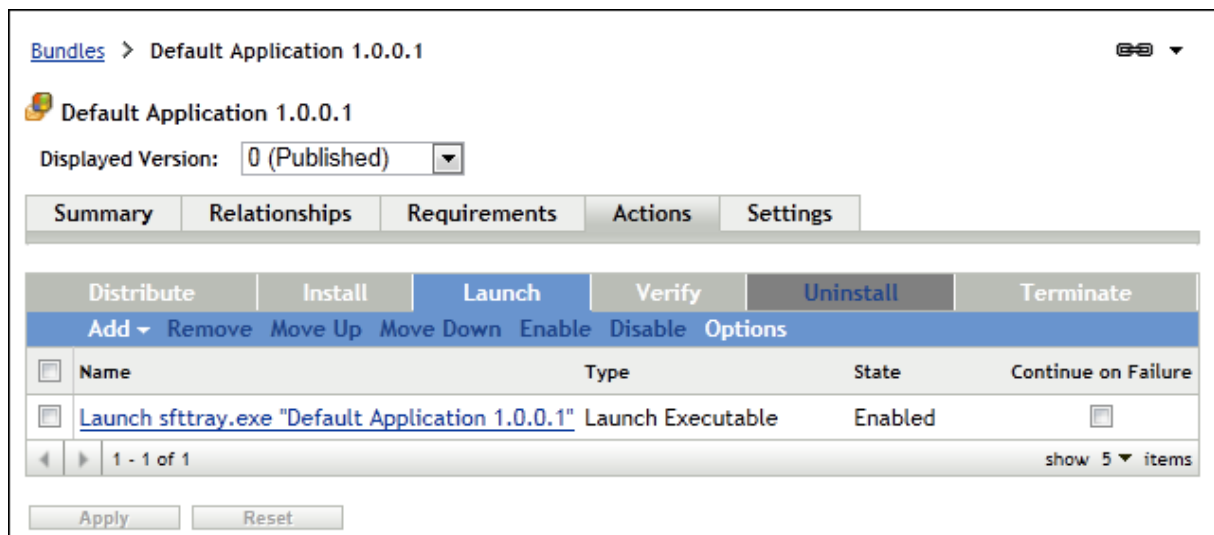 Bundles > Default Application 1.0.0.1
Default Application 1.0.0.1
Displayed Version: 0 (Published)
Summary Relationships Requirements Actions Settings
Distribute Install Launch Verify Uninstall Terminate
Add Remove Move Up Move Down Enable Disable Options
Name Type State Continue on Failure
Launch sfttray.exe "Default Application 1.0.0.1" Launch Executable Enabled
1 - 1 of 1 show 5 items
Apply Reset